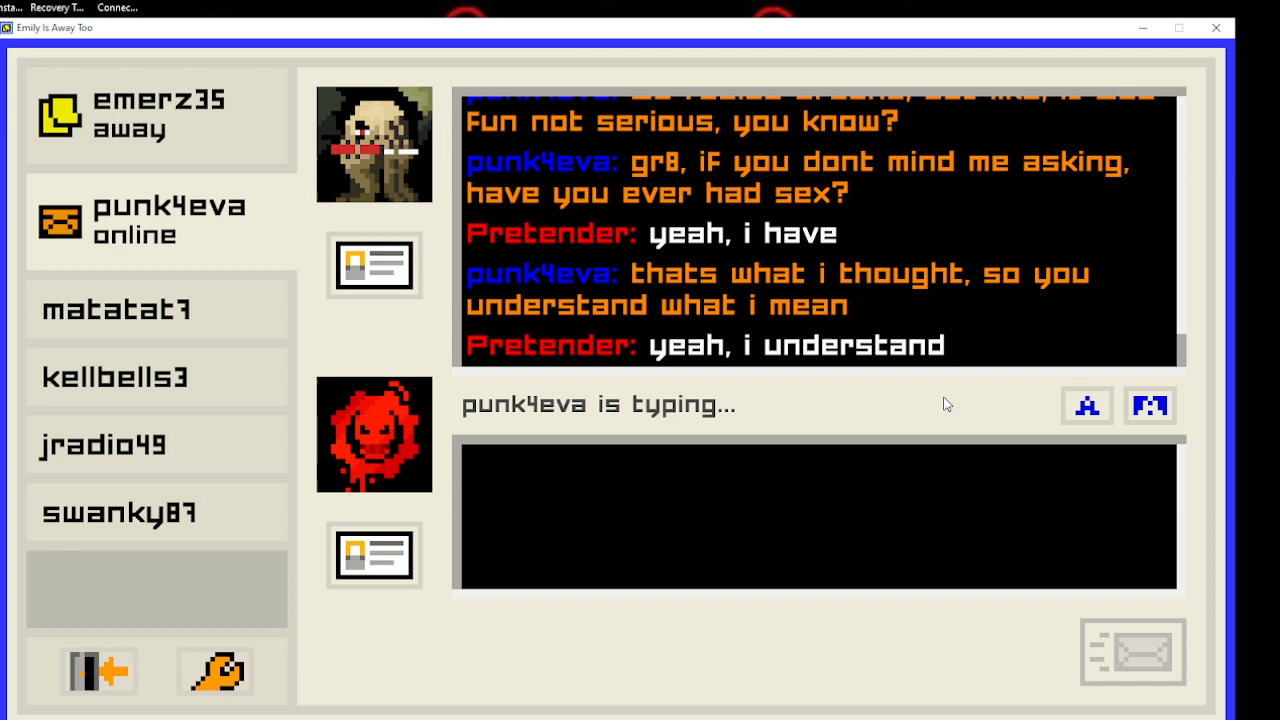 nsta... Recovery T... Connec...
Emily Is Away Too
emerz35
away
punk4eva
online
matatat7
kellbells3
jradio49
swanky87
Fun not serious, you know?
punk4eva: gr8, if you dont mind me asking,
have you ever had sex?
Pretender: yeah, i have
punk4eva: thats what i thought, so you
understand what i mean
Pretender: yeah, i understand
punk4eva is typing...
A